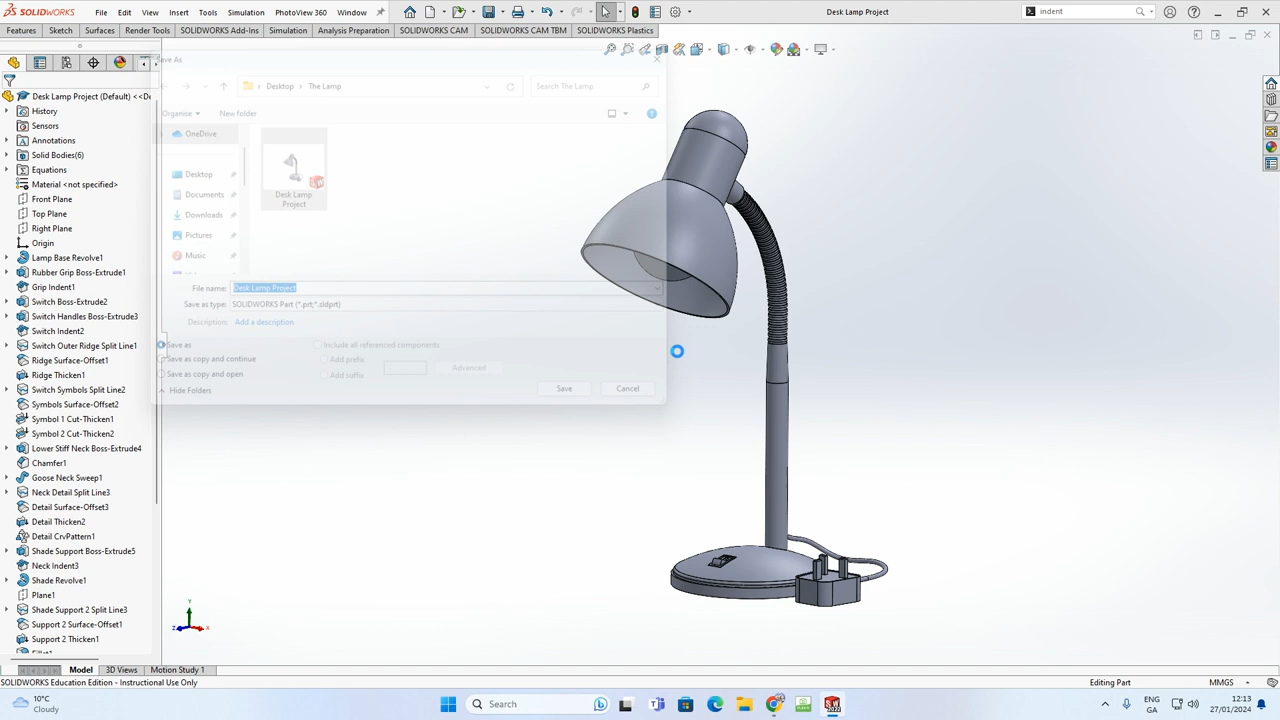 SOLIDWORKS File Edit View Insert Tools Simulation PhotoView 360 Window Desk Lamp Project indent
Features Sketch Surfaces Render Tools SOLIDWORKS Add-Ins Simulation Analysis Preparation SOLIDWORKS CAM SOLIDWORKS CAM TBM SOLIDWORKS Plastics
Save As
Desktop > The Lamp Search The Lamp
Organise New folder
OneDrive
Desktop
Documents
Downloads
Pictures
Music
Desk Lamp
Project
File name: Desk Lamp Project
Save as type: SOLIDWORKS Part (*.prt;*.sldprt)
Description: Add a description
Save as Include all referenced components
Save as copy and continue Add prefix
Save as copy and open Add suffix Advanced
Hide Folders Save Cancel
Desk Lamp Project (Default) <<De
History
Sensors
Annotations
Solid Bodies(6)
Equations
Material <not specified>
Front Plane
Top Plane
Right Plane
Origin
Lamp Base Revolve1
Rubber Grip Boss-Extrude1
Grip Indent1
Switch Boss-Extrude2
Switch Handles Boss-Extrude3
Switch Indent2
Switch Outer Ridge Split Line1
Ridge Surface-Offset1
Ridge Thicken1
Switch Symbols Split Line2
Symbols Surface-Offset2
Symbol 1 Cut-Thicken1
Symbol 2 Cut-Thicken2
Lower Stiff Neck Boss-Extrude4
Chamfer1
Goose Neck Sweep1
Neck Detail Split Line3
Detail Surface-Offset3
Detail Thicken2
Detail CrvPattern1
Shade Support Boss-Extrude5
Neck Indent3
Shade Revolve1
Plane1
Shade Support 2 Split Line3
Support 2 Surface-Offset1
Support 2 Thicken1
Y
Z X
Model 3D Views Motion Study 1
SOLIDWORKS Education Edition - Instructional Use Only Editing Part MMGS
10°C
Cloudy
Search
ENG
GA
12:13
27/01/2024